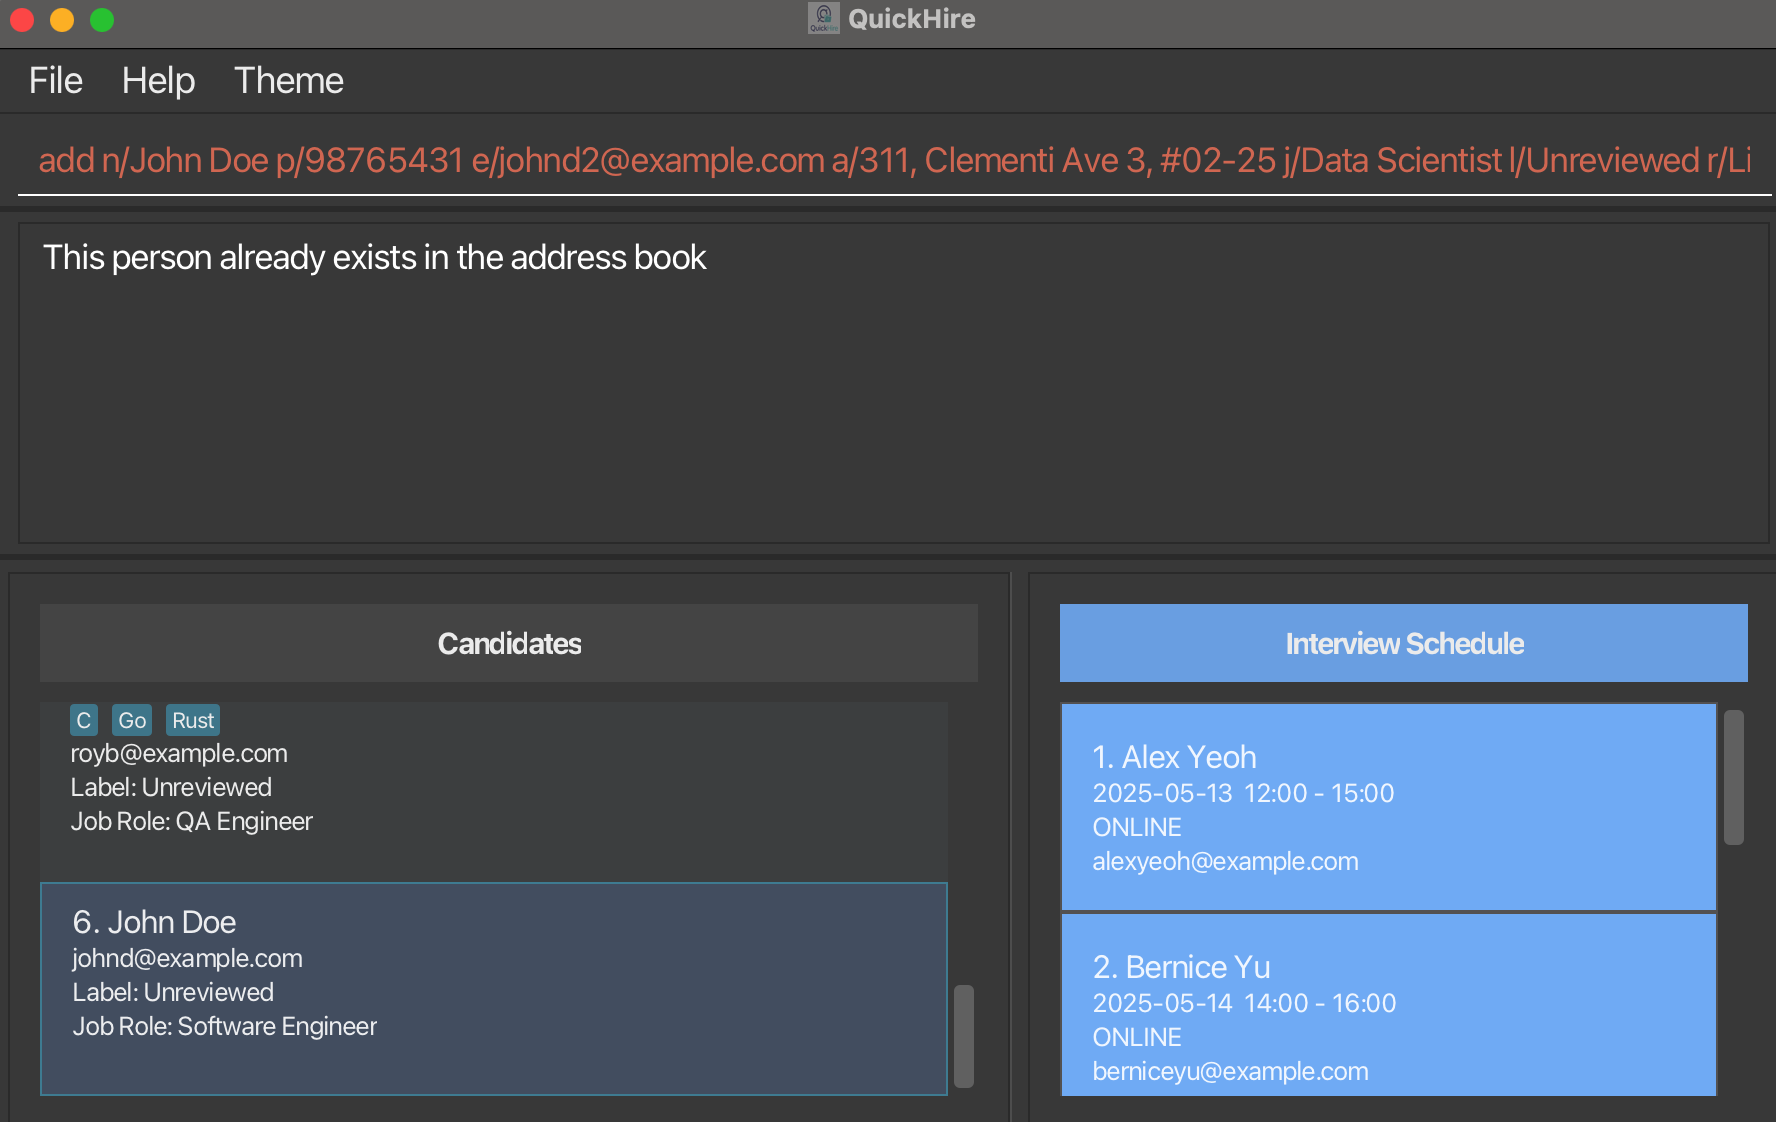 QuickHire
File Help Theme
add n/John Doe p/98765431 e/johnd2@example.com a/311, Clementi Ave 3, #02-25 j/Data Scientist l/Unreviewed r/Li
This person already exists in the address book
Candidates
C Go Rust
royb@example.com
Label: Unreviewed
Job Role: QA Engineer
6. John Doe
johnd@example.com
Label: Unreviewed
Job Role: Software Engineer
Interview Schedule
1. Alex Yeoh
2025-05-13 12:00 - 15:00
ONLINE
alexyeoh@example.com
2. Bernice Yu
2025-05-14 14:00 - 16:00
ONLINE
berniceyu@example.com